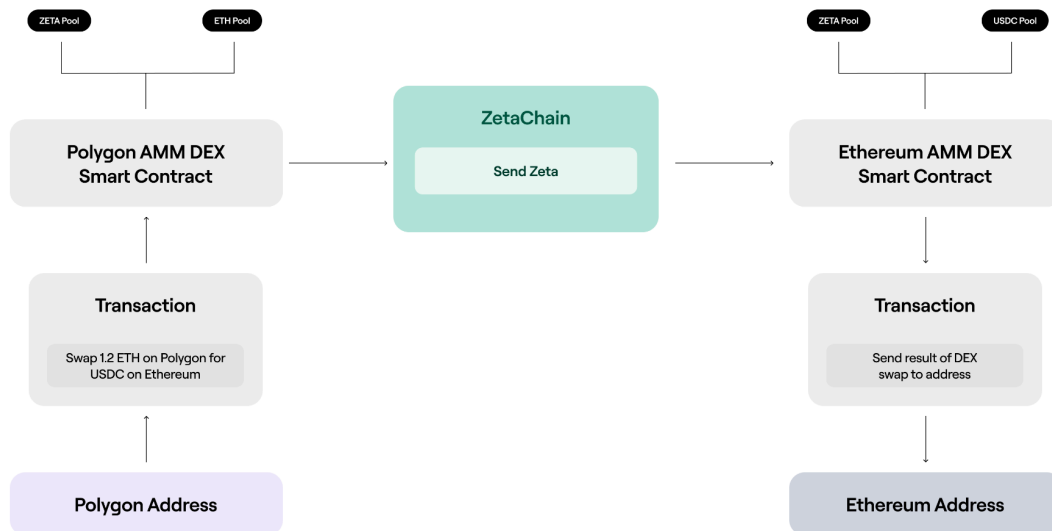 ZETA Pool
ETH Pool
Polygon AMM DEX
Smart Contract
Transaction
Swap 1.2 ETH on Polygon for
USDC on Ethereum
Polygon Address
ZetaChain
Send Zeta
ZETA Pool
USDC Pool
Ethereum AMM DEX
Smart Contract
Transaction
Send result of DEX
swap to address
Ethereum Address